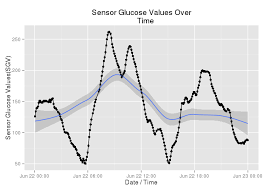 Sensor Glucose Values Over
Time
Sensor Glucose Values(SGV)
250
200
150
100
50
Jun 22 00:00
Jun 22 06:00
Jun 22 12:00
Jun 22 18:00
Jun 23 00:00
Date / Time